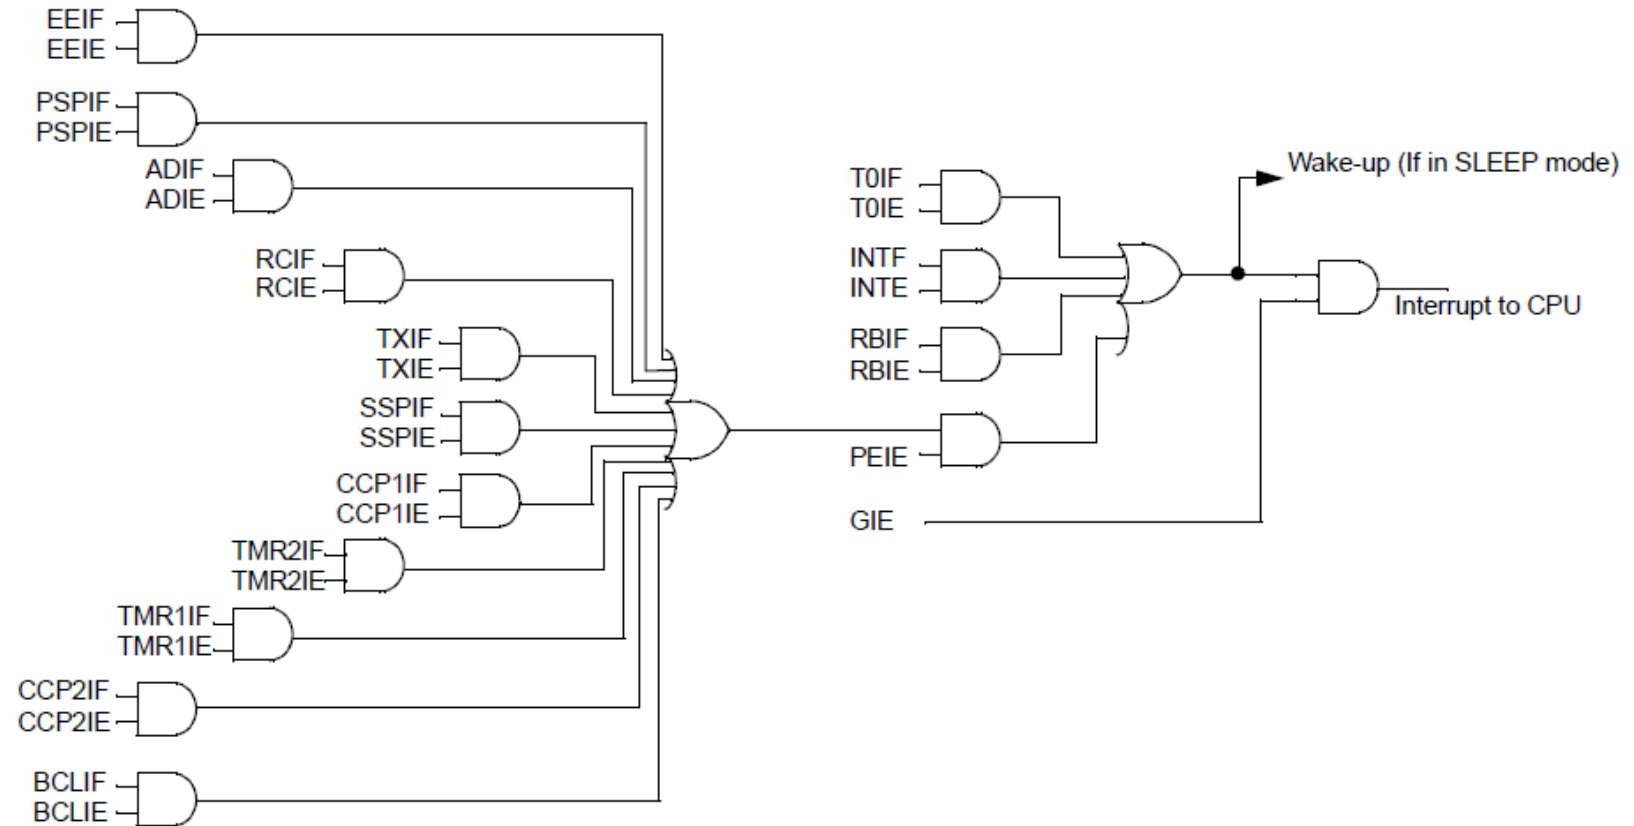 EEIF
EEIE
PSPIF
PSPIE
ADIF
ADIE
RCIF
RCIE
TXIF
TXIE
SSPIF
SSPIE
CCP1IF
CCP1IE
TMR2IF
TMR2IE
TMR1IF
TMR1IE
CCP2IF
CCP2IE
BCLIF
BCLIE
T0IF
T0IE
INTF
INTE
RBIF
RBIE
PEIE
GIE
Wake-up (If in SLEEP mode)
Interrupt to CPU